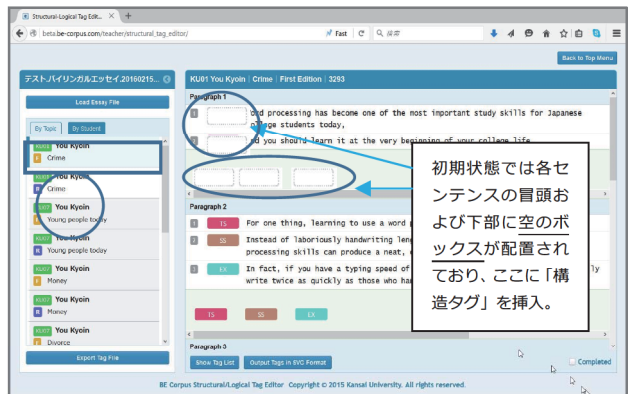 Structural-Logical Tag Edit...
beta.be-corpus.com/teacher/structural_tag_editor/
Fast
検索
Back to Top Menu
テスト.バイリンガルエッセイ.20160215...
KU01 You Kyoin | Crime | First Edition | 3293
Load Essay File
By Topic
By Student
You Kyoin
E Crime
You Kyoin
R Crime
KU07 You Kyoin
E Young people today
KU07 You Kyoin
R Young people today
KU07 You Kyoin
E Money
KU07 You Kyoin
R Money
KU07 You Kyoin
E Divorce
Export Tag File
Paragraph 1
1 ord processing has become one of the most important study skills for Japanese
college students today,
nd you should learn it at the very beginning of your college life.
Paragraph 2
1 TS For one thing, learning to use a word
2 SS Instead of laboriously handwriting
processing skills can produce a neat,
3 EX In fact, if you have a typing speed of
write twice as quickly as those who
TS SS EX
Paragraph 3
Show Tag List
Output Tags in SVG Format
Completed
初期状態では各セ
ンテンスの冒頭お
よび下部に空のボ
ックスが配置され
ており、ここに「構
造タグ」を挿入。
BE Corpus Structural/Logical Tag Editor Copyright © 2015 Kansai University. All rights reserved.